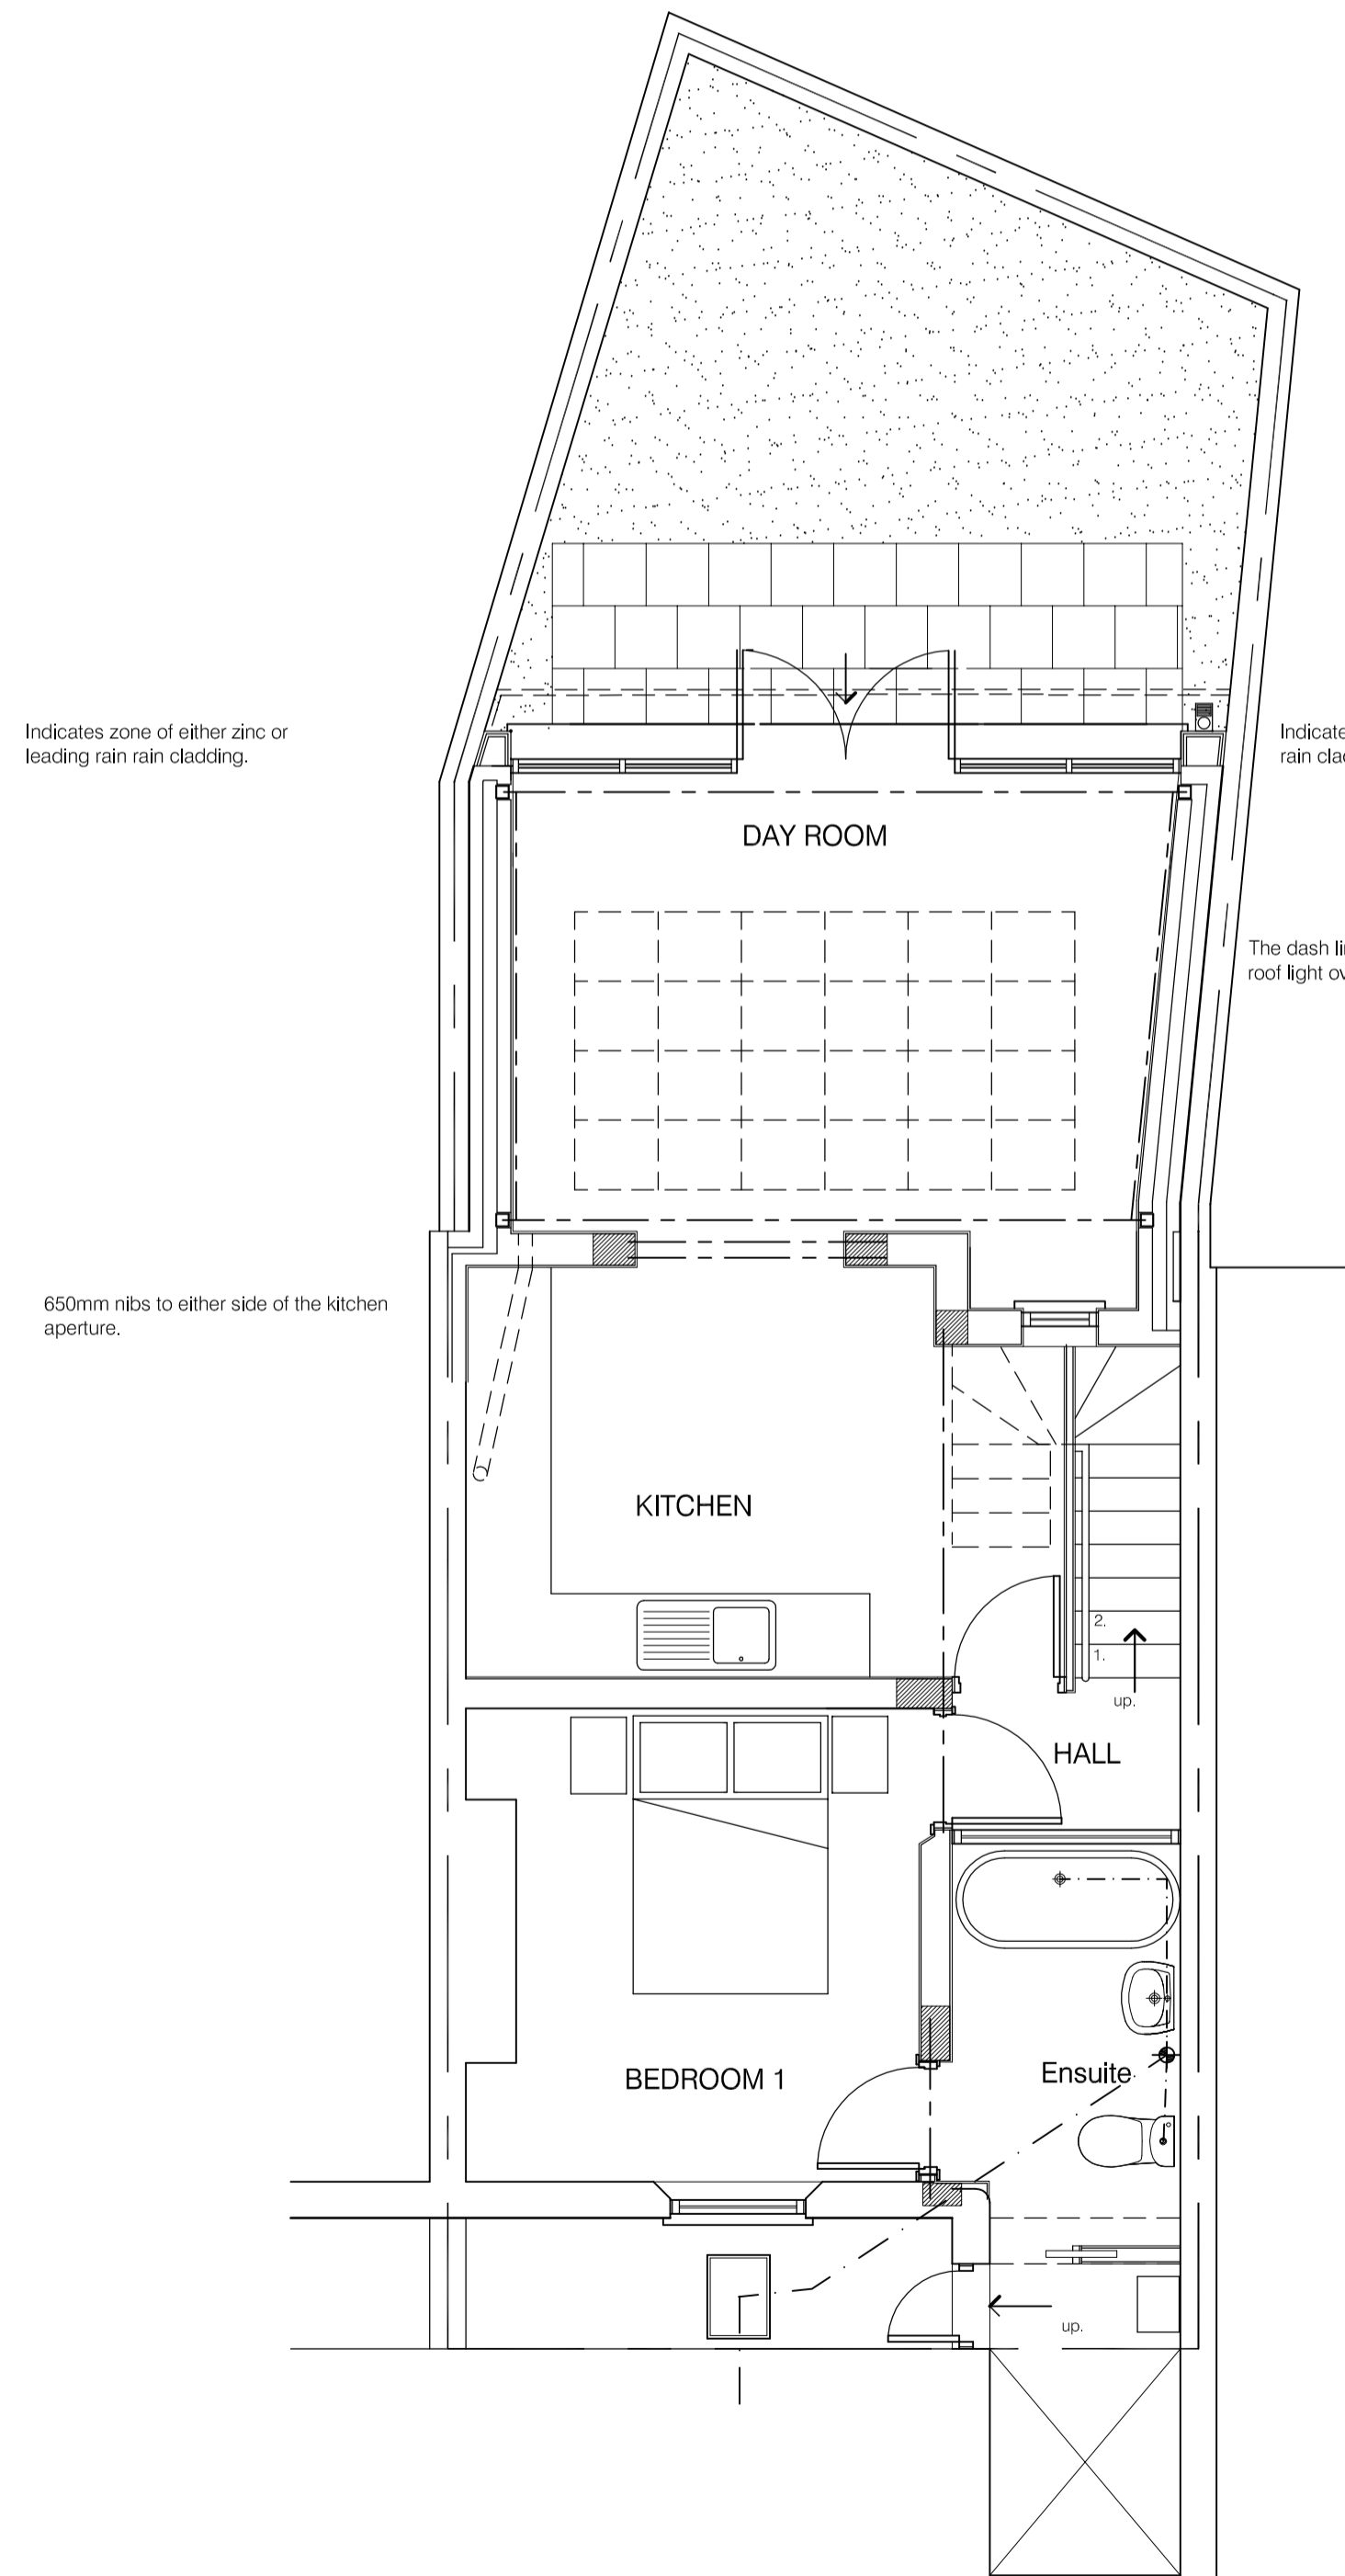 Indicates zone of either zinc or
leading rain rain cladding.
Indicate
rain cla
DAY ROOM
The dash li
roof light ov
650mm nibs to either side of the kitchen
aperture.
KITCHEN
2.
1.
up.
HALL
BEDROOM 1
Ensuite
up.